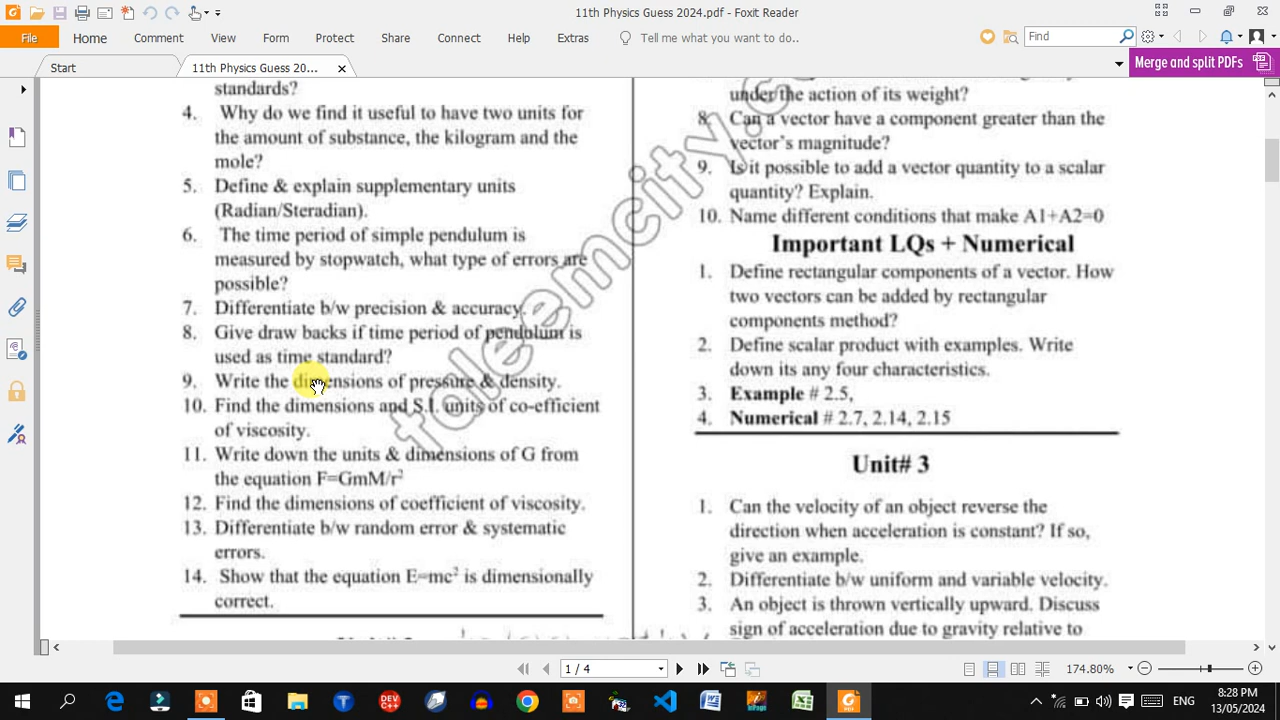 11th Physics Guess 2024.pdf - Foxit Reader
File Home Comment View Form Protect Share Connect Help Extras Tell me what you want to do.. Find
Start 11th Physics Guess 20... Merge and split PDFs
standards?
4. Why do we find it useful to have two units for
the amount of substance, the kilogram and the
mole?
5. Define & explain supplementary units
(Radian/Steradian).
6. The time period of simple pendulum is
measured by stopwatch, what type of errors are
possible?
7. Differentiate b/w precision & accuracy.
8. Give draw backs if time period of pendulum is
used as time standard?
9. Write the dimensions of pressure & density.
10. Find the dimensions and S.I. units of co-efficient
of viscosity.
11. Write down the units & dimensions of G from
the equation F=GmM/r²
12. Find the dimensions of coefficient of viscosity.
13. Differentiate b/w random error & systematic
errors.
14. Show that the equation E=mc² is dimensionally
correct.
under the action of its weight?
8. Can a vector have a component greater than the
vector's magnitude?
9. Is it possible to add a vector quantity to a scalar
quantity? Explain.
10. Name different conditions that make A1+A2=0
Important LQs + Numerical
1. Define rectangular components of a vector. How
two vectors can be added by rectangular
components method?
2. Define scalar product with examples. Write
down its any four characteristics.
3. Example # 2.5,
4. Numerical # 2.7, 2.14, 2.15
Unit# 3
1. Can the velocity of an object reverse the
direction when acceleration is constant? If so,
give an example.
2. Differentiate b/w uniform and variable velocity.
3. An object is thrown vertically upward. Discuss
sign of acceleration due to gravity relative to
taleemcity.c
1 / 4 174.80%
DEV C++ ENG 8:28 PM
13/05/2024